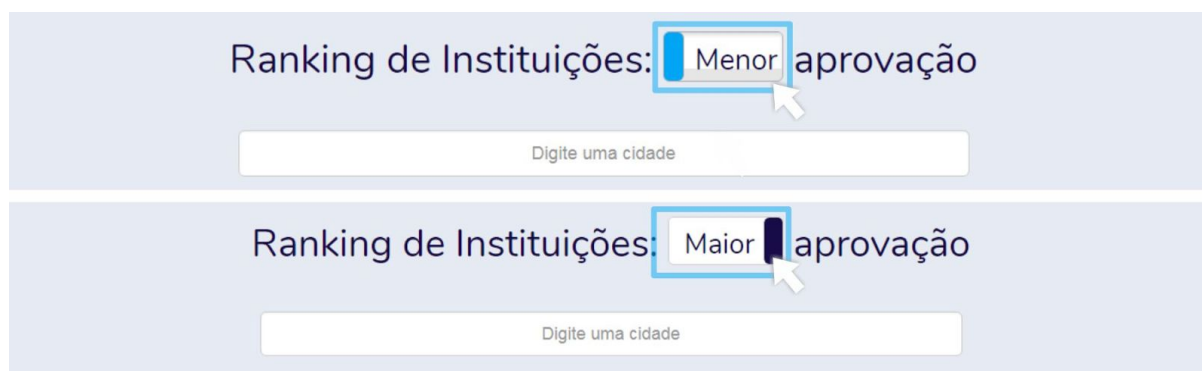 Ranking de Instituições: Menor aprovação
Digite uma cidade
Ranking de Instituições: Maior aprovação
Digite uma cidade